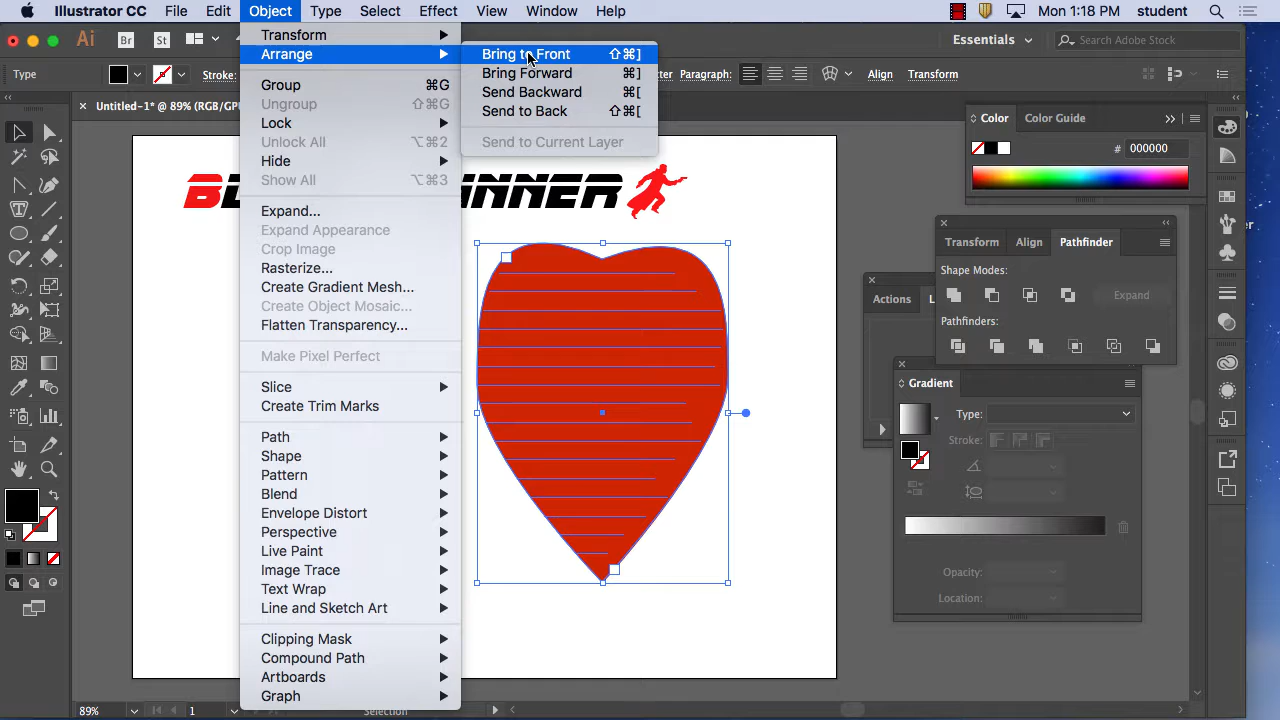 Illustrator CC File Edit Object Type Select Effect View Window Help Mon 1:18 PM student
Ai Br St Essentials Search Adobe Stock
Type Stroke: Paragraph: Align Transform
Untitled-1* @ 89% (RGB/GP
Transform
Arrange
Group ⌘G
Ungroup ⇧⌘G
Lock
Unlock All ⌥⌘2
Hide
Show All ⌥⌘3
Expand...
Expand Appearance
Crop Image
Rasterize...
Create Gradient Mesh...
Create Object Mosaic...
Flatten Transparency...
Make Pixel Perfect
Slice
Create Trim Marks
Path
Shape
Pattern
Blend
Envelope Distort
Perspective
Live Paint
Image Trace
Text Wrap
Line and Sketch Art
Clipping Mask
Compound Path
Artboards
Graph
Bring to Front ⇧⌘]
Bring Forward ⌘]
Send Backward ⌘[
Send to Back ⇧⌘[
Send to Current Layer
NNER
Color Color Guide
# 000000
Transform Align Pathfinder
Shape Modes:
Expand
Pathfinders:
Actions
Gradient
Type:
Stroke:
Opacity:
Location:
89% 1 Selection